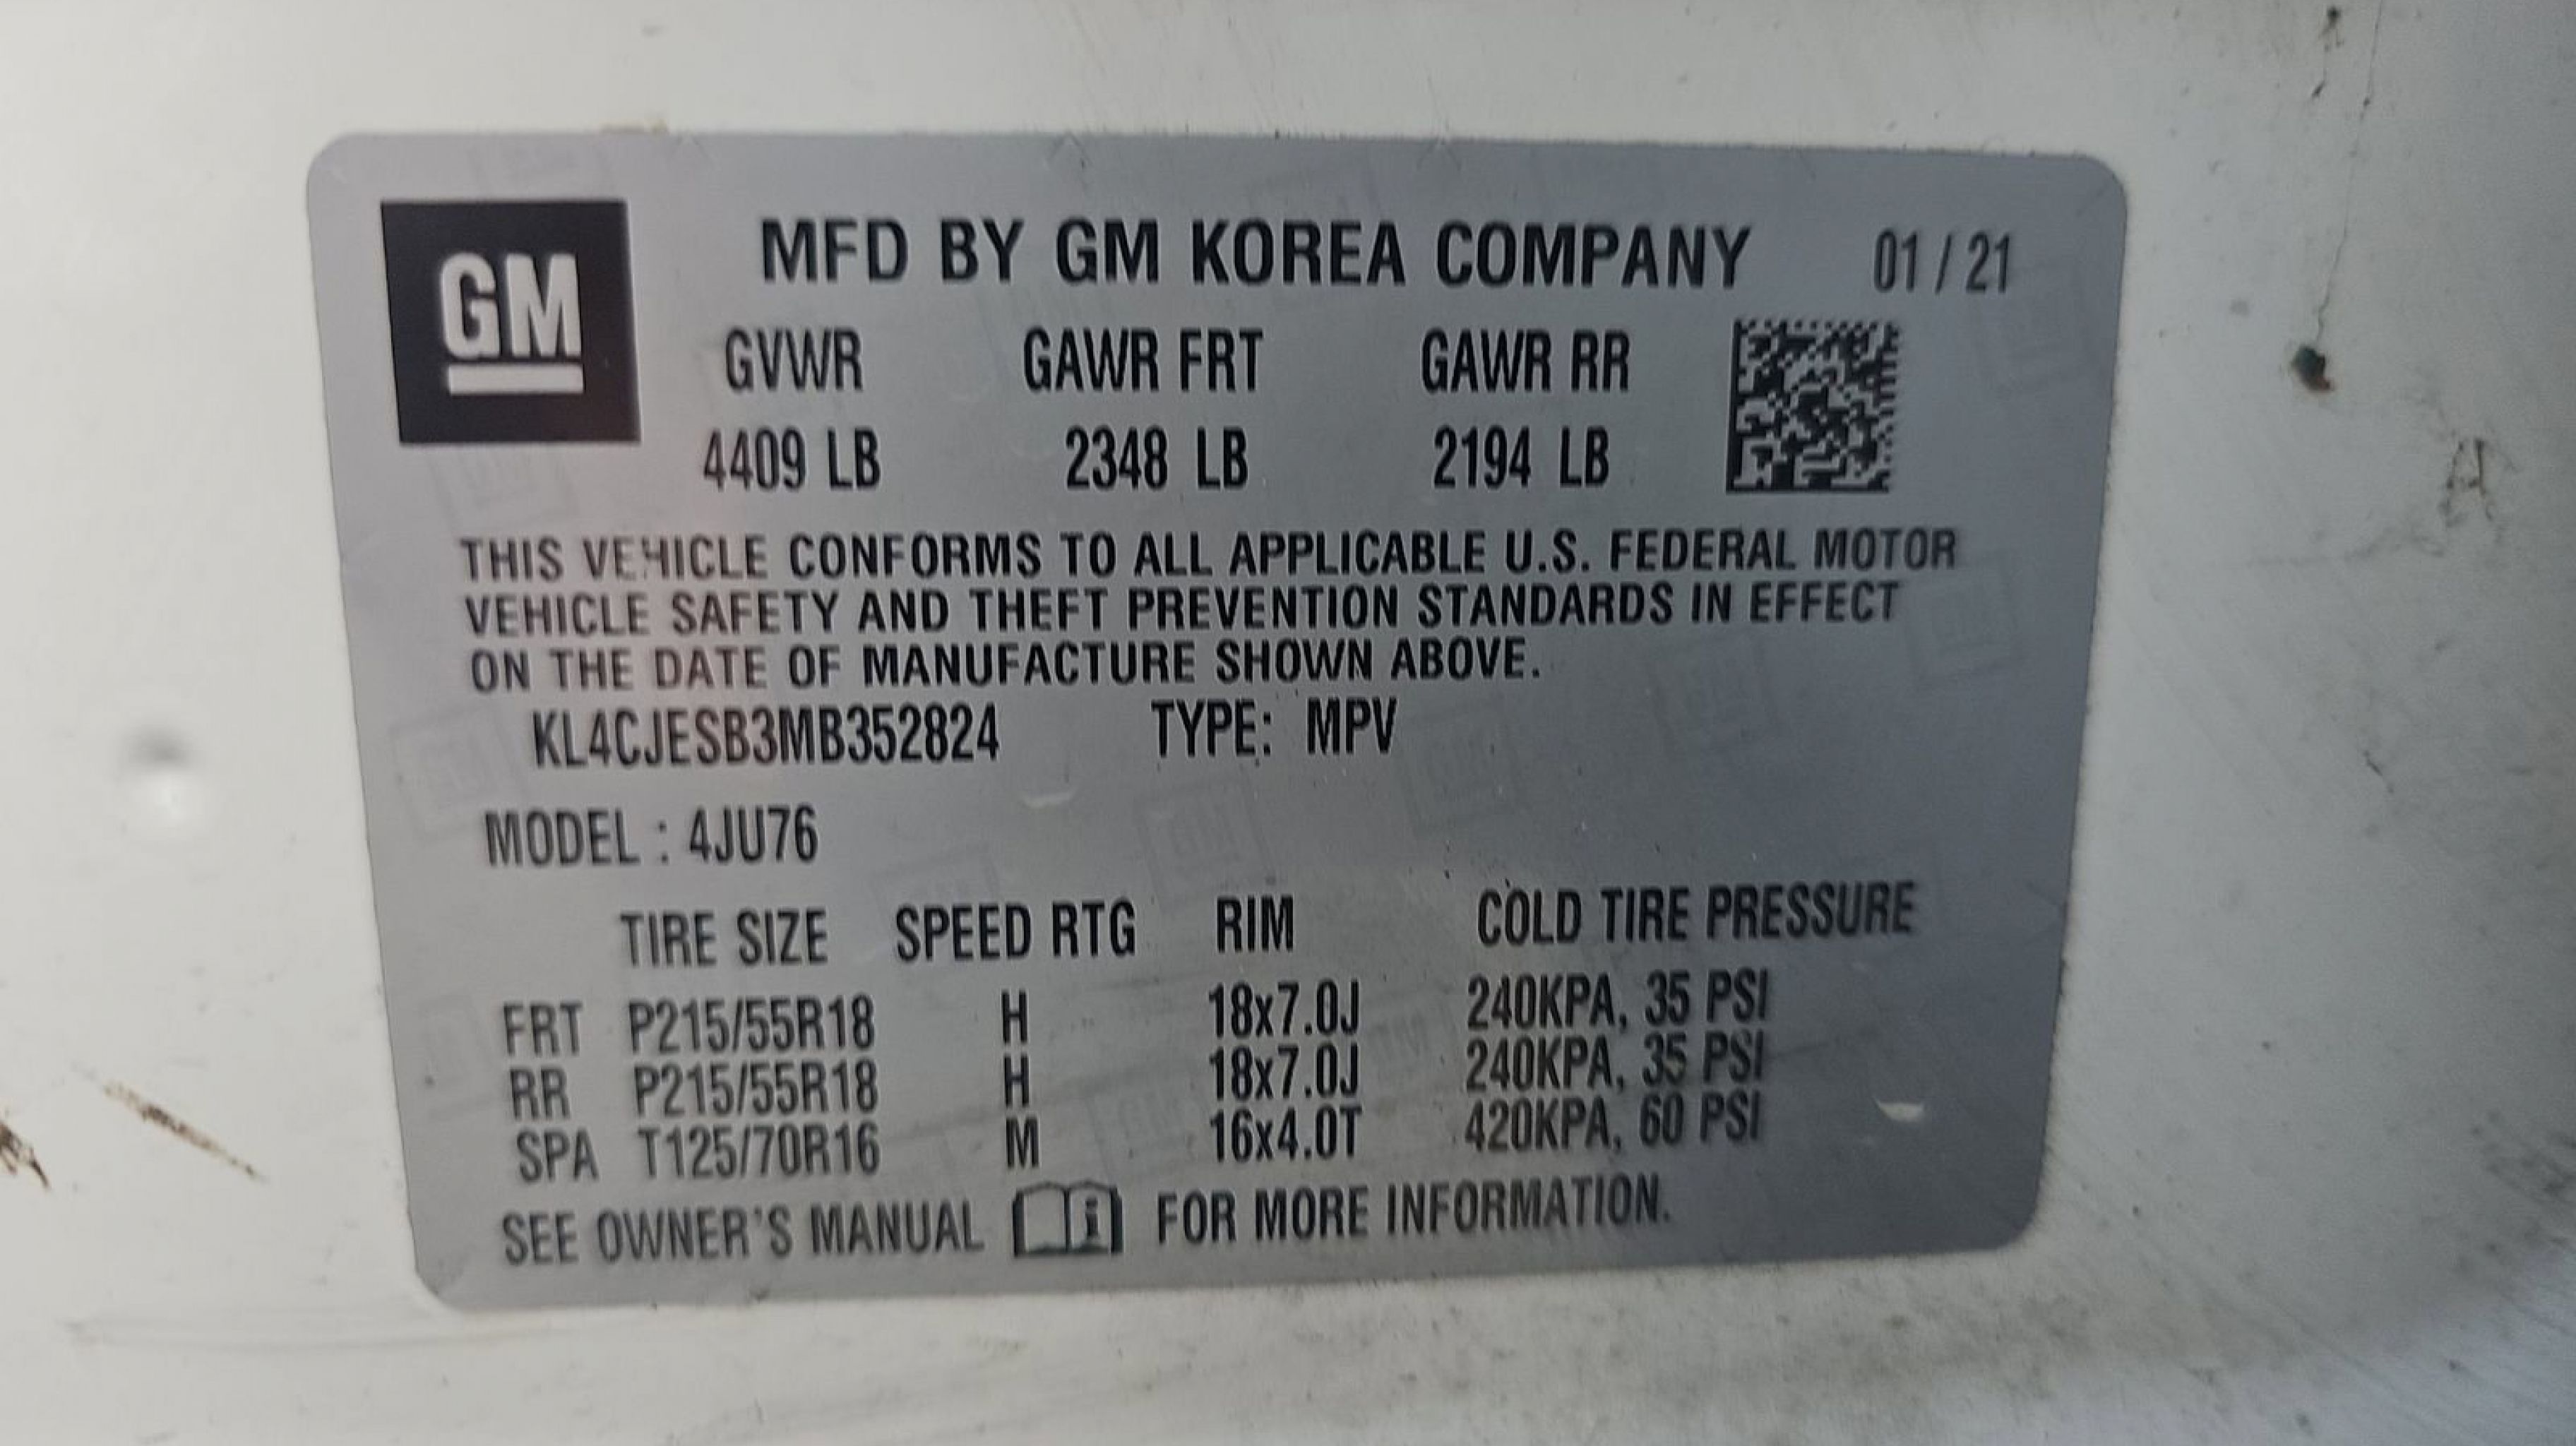 GM
MFD BY GM KOREA COMPANY 01 / 21
GVWR GAWR FRT GAWR RR
4409 LB 2348 LB 2194 LB
THIS VEHICLE CONFORMS TO ALL APPLICABLE U.S. FEDERAL MOTOR
VEHICLE SAFETY AND THEFT PREVENTION STANDARDS IN EFFECT
ON THE DATE OF MANUFACTURE SHOWN ABOVE.
KL4CJESB3MB352824 TYPE: MPV
MODEL : 4JU76
TIRE SIZE SPEED RTG RIM COLD TIRE PRESSURE
FRT P215/55R18 H 18x7.0J 240KPA, 35 PSI
RR P215/55R18 H 18x7.0J 240KPA, 35 PSI
SPA T125/70R16 M 16x4.0T 420KPA, 60 PSI
SEE OWNER'S MANUAL i FOR MORE INFORMATION.